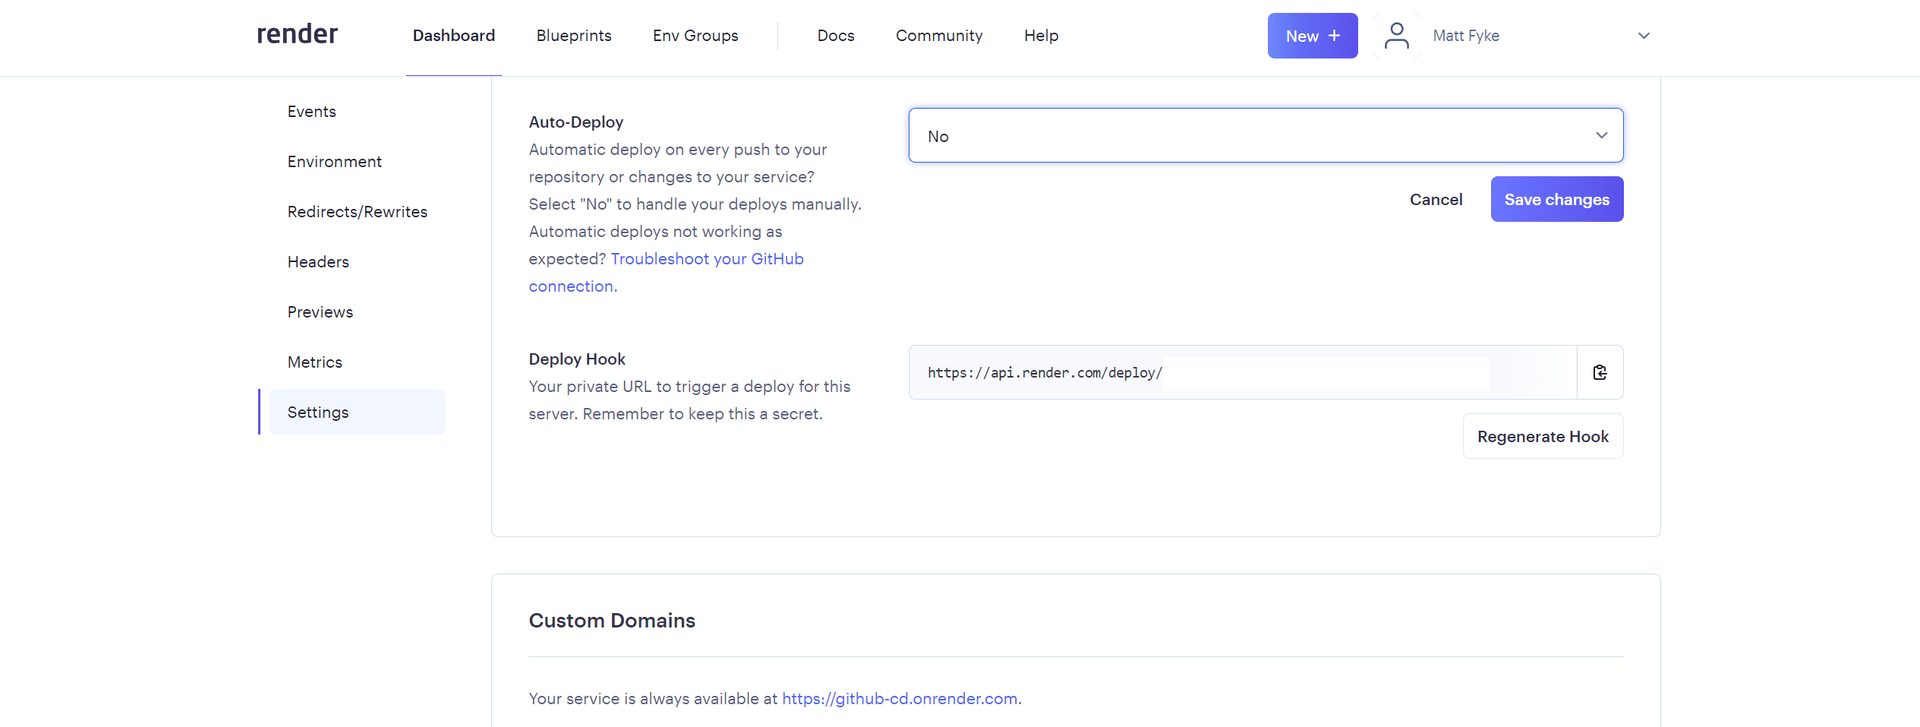 render
Dashboard
Blueprints
Env Groups
Docs
Community
Help
New +
Matt Fyke
Events
Environment
Redirects/Rewrites
Headers
Previews
Metrics
Settings
Auto-Deploy
Automatic deploy on every push to your
repository or changes to your service?
Select "No" to handle your deploys manually.
Automatic deploys not working as
expected? Troubleshoot your GitHub
connection.
No
Cancel
Save changes
Deploy Hook
Your private URL to trigger a deploy for this
server. Remember to keep this a secret.
https://api.render.com/deploy/
Regenerate Hook
Custom Domains
Your service is always available at https://github-cd.onrender.com.